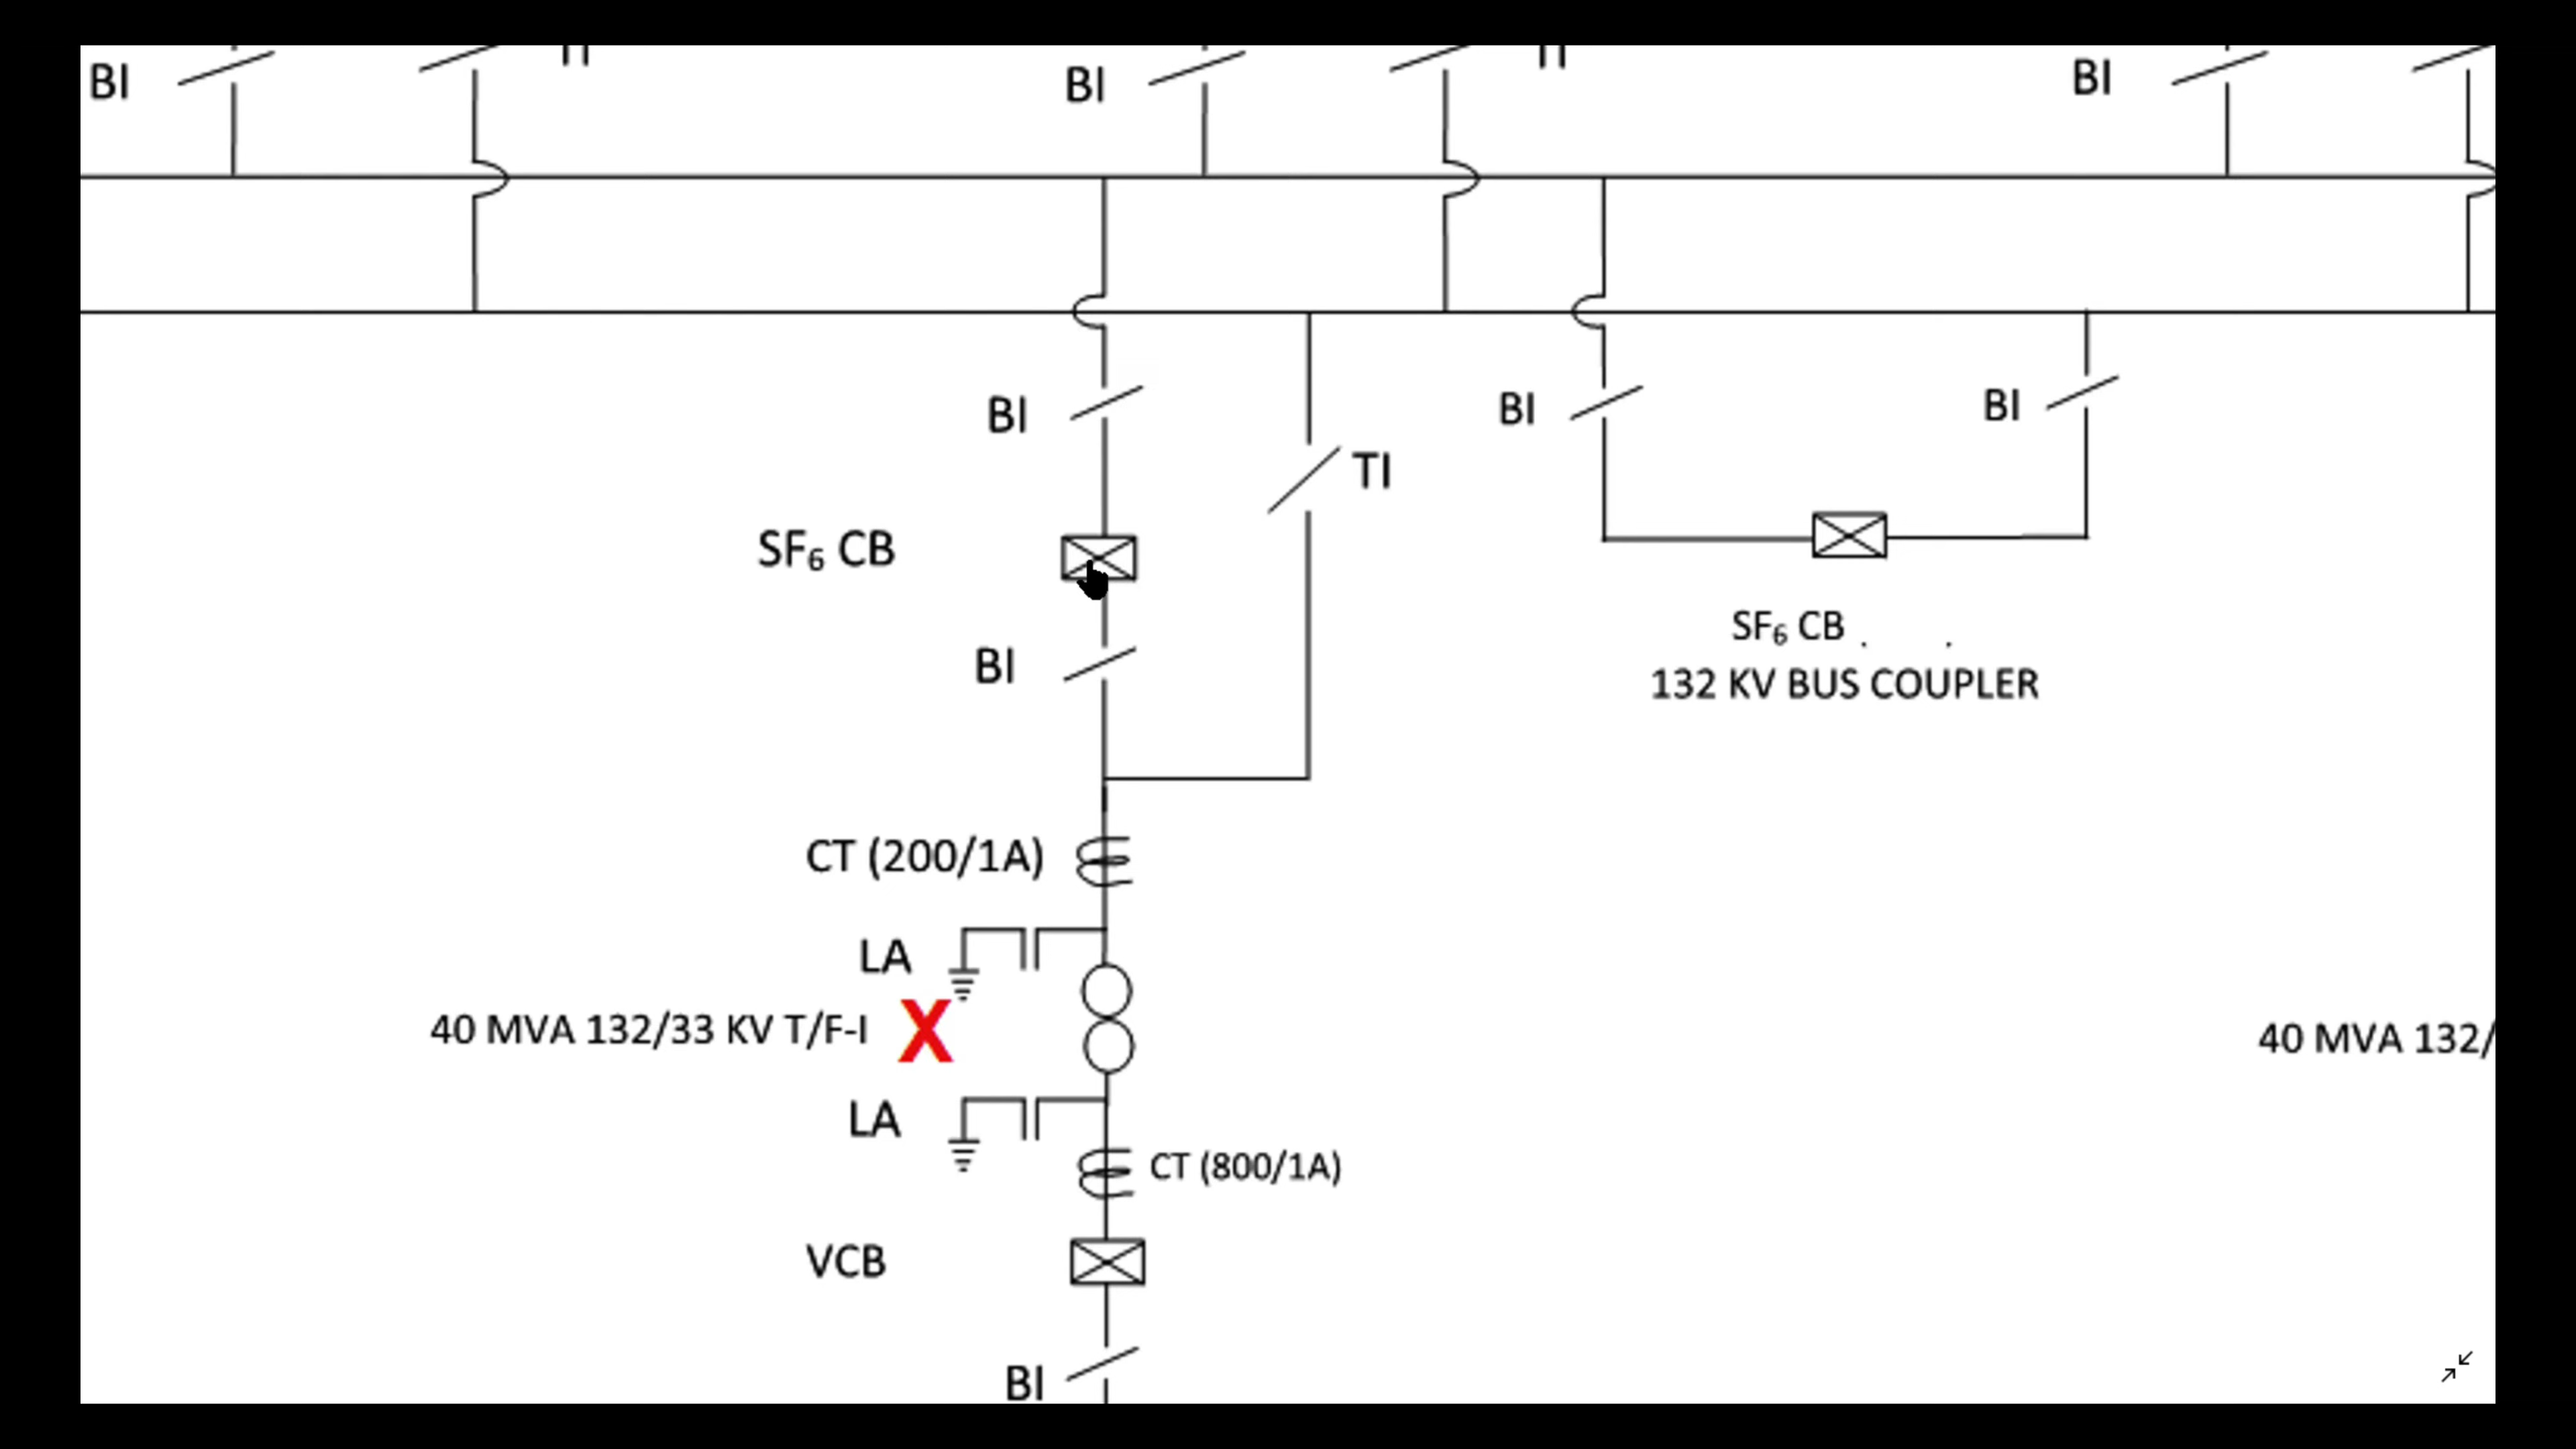 BI
BI
BI
BI
BI
BI
TI
SF₆ CB
SF₆ CB
132 KV BUS COUPLER
BI
CT (200/1A)
LA
40 MVA 132/33 KV T/F-I
X
40 MVA 132/
LA
CT (800/1A)
VCB
BI